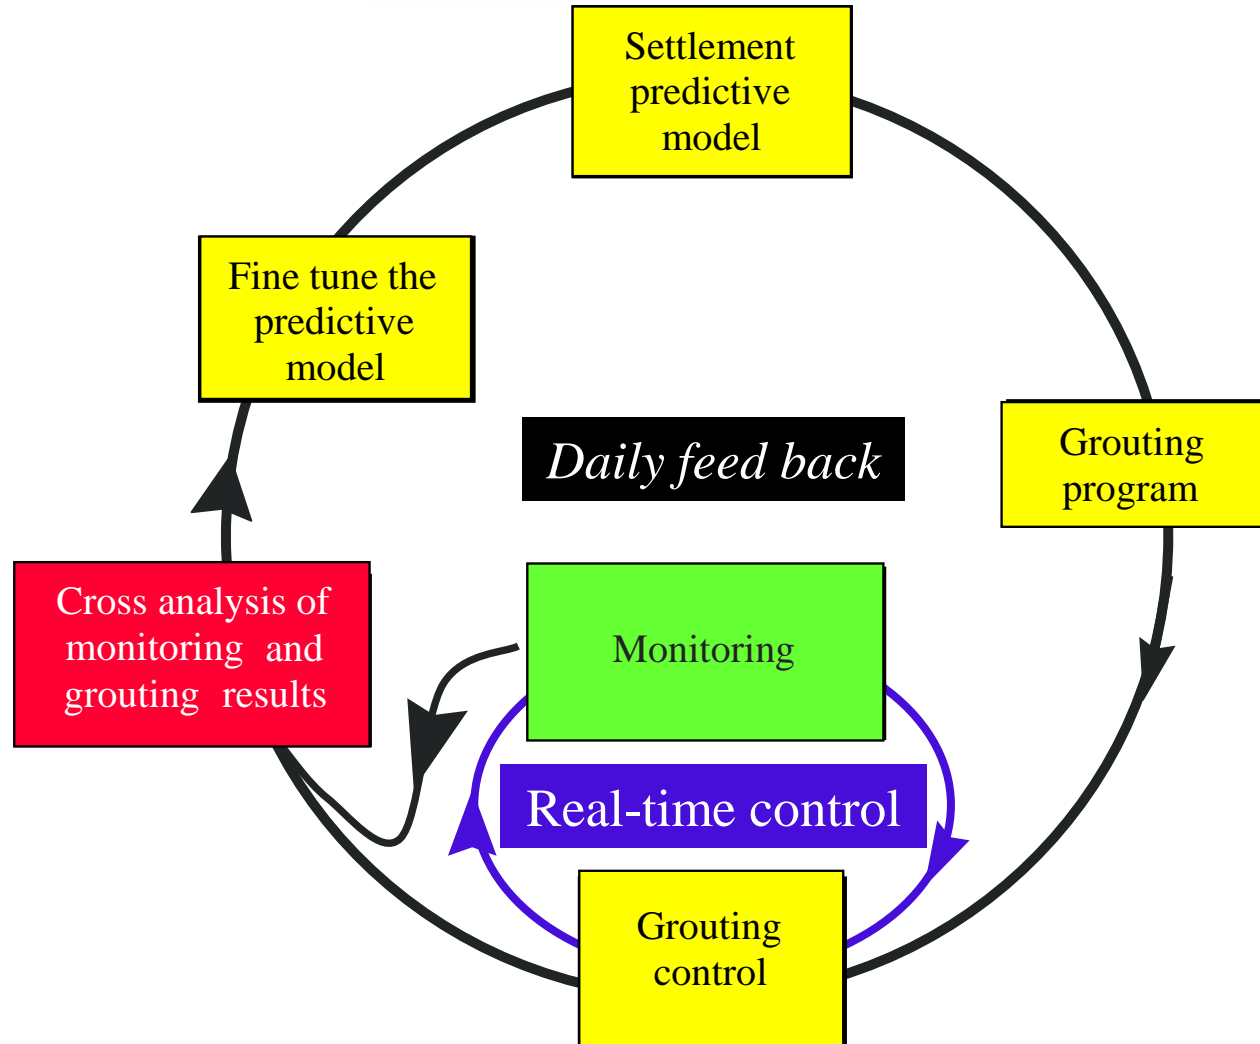 Settlement
predictive
model
Fine tune the
predictive
model
Daily feed back
Grouting
program
Cross analysis of
monitoring and
grouting results
Monitoring
Real-time control
Grouting
control